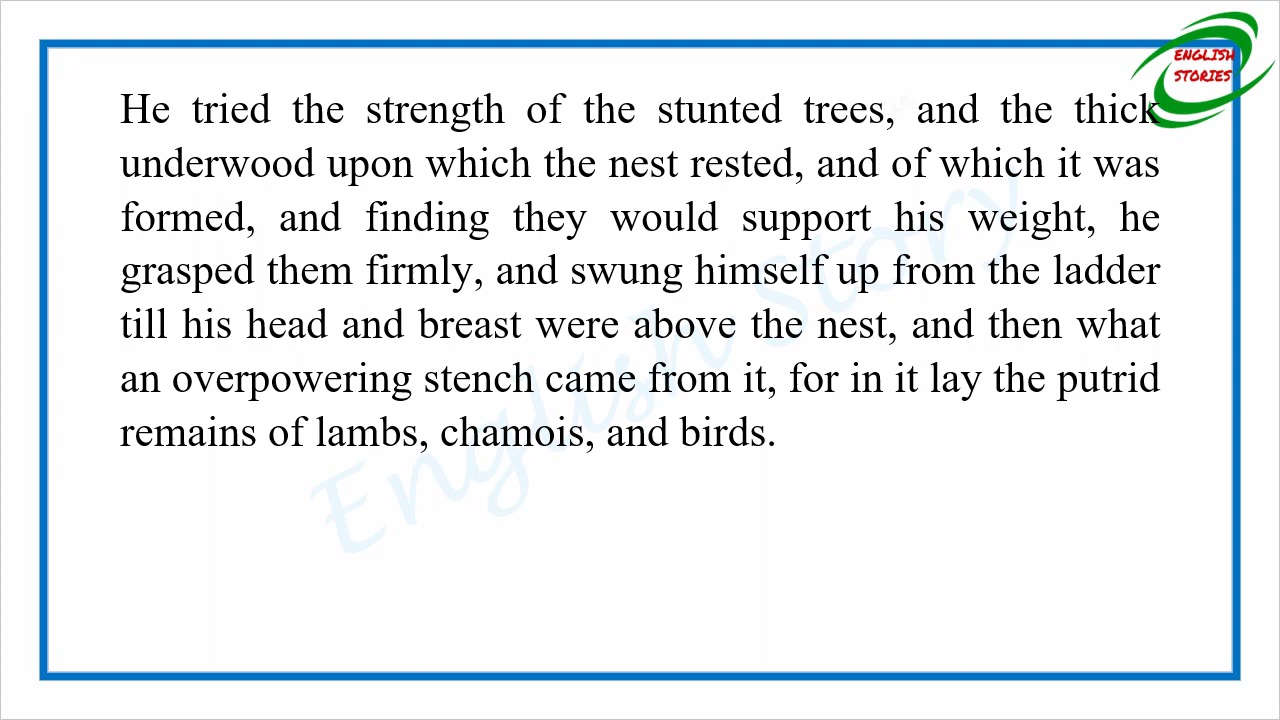 ENGLISH
STORIES
He tried the strength of the stunted trees, and the thick
underwood upon which the nest rested, and of which it was
formed, and finding they would support his weight, he
grasped them firmly, and swung himself up from the ladder
till his head and breast were above the nest, and then what
an overpowering stench came from it, for in it lay the putrid
remains of lambs, chamois, and birds.
English Story